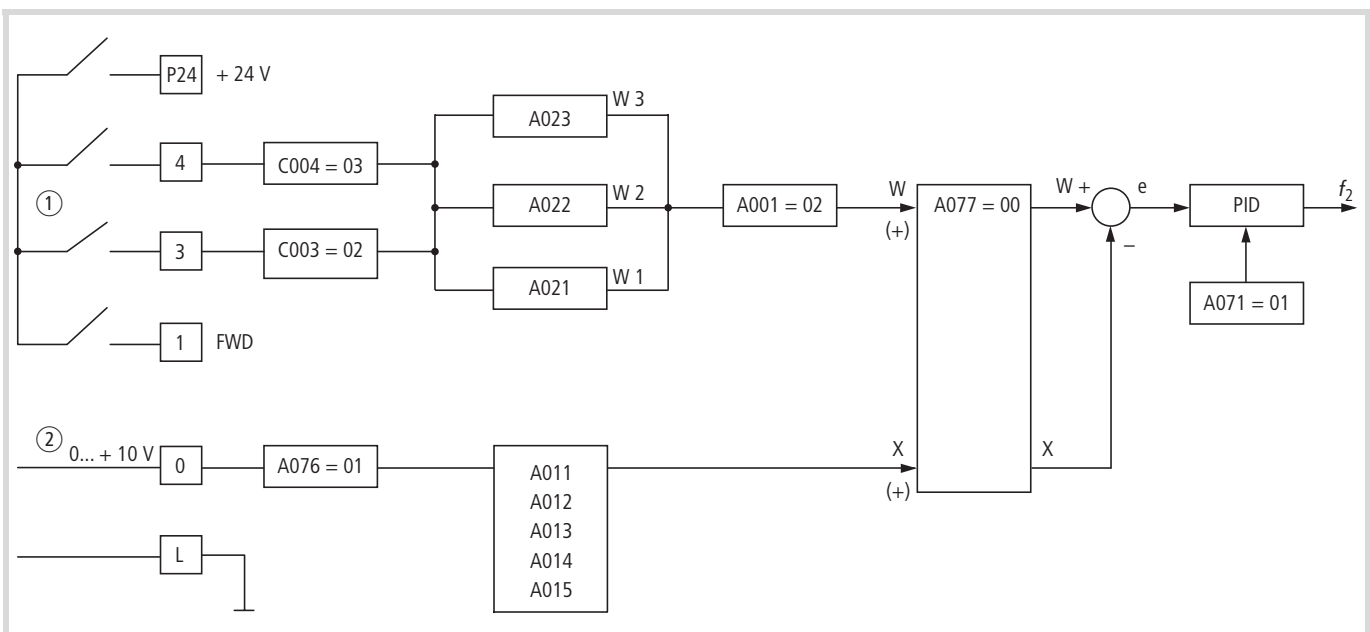 P24 + 24 V
W 3
A023
4 C004 = 03
①
W 2
A022 A001 = 02 W (+) A077 = 00 W + e PID f2
–
3 C003 = 02
W 1
A021
A071 = 01
1 FWD
② 0... + 10 V 0 A076 = 01
X (+) X
A011
A012
A013
A014
A015
L